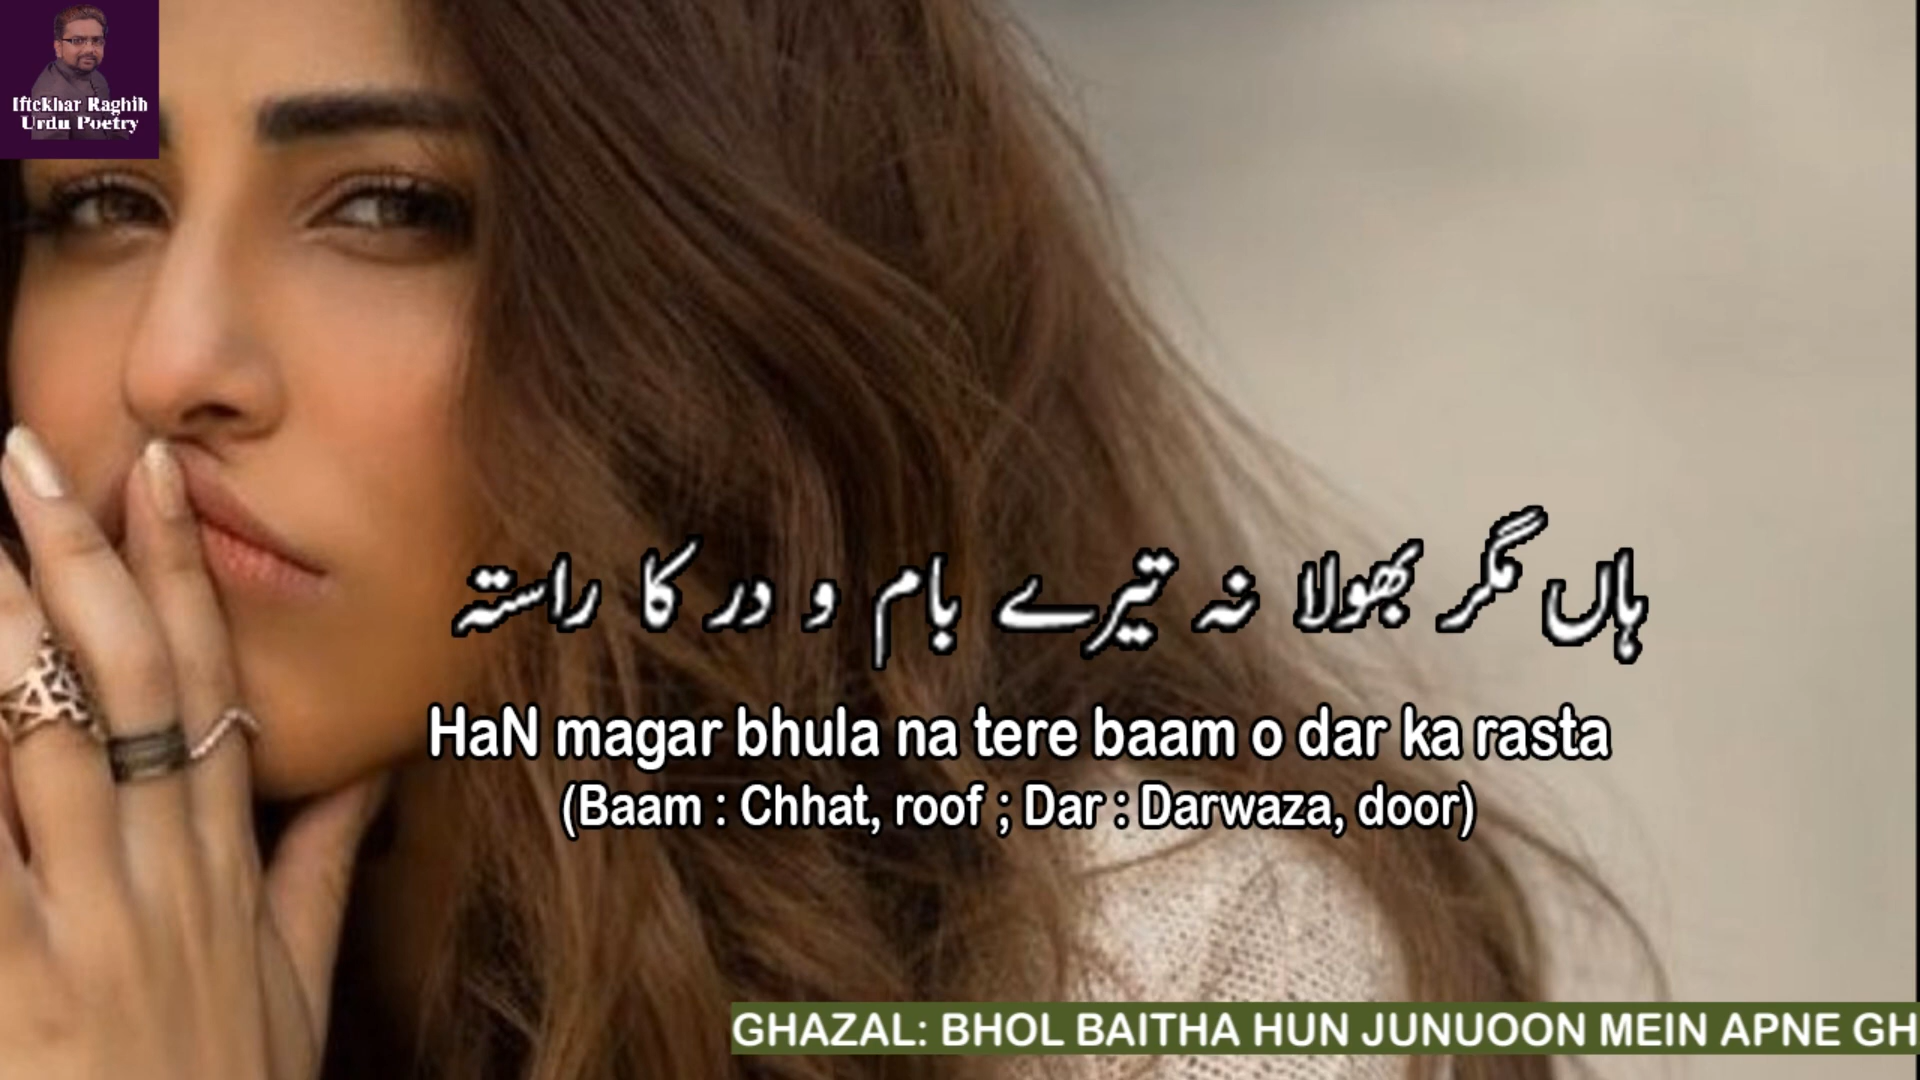 Iftekhar Raghib
Urdu Poetry
ہاں مگر بھولا نہ تیرے بام و در کا راستہ
HaN magar bhula na tere baam o dar ka rasta
(Baam : Chhat, roof ; Dar : Darwaza, door)
GHAZAL: BHOL BAITHA HUN JUNUOON MEIN APNE GH